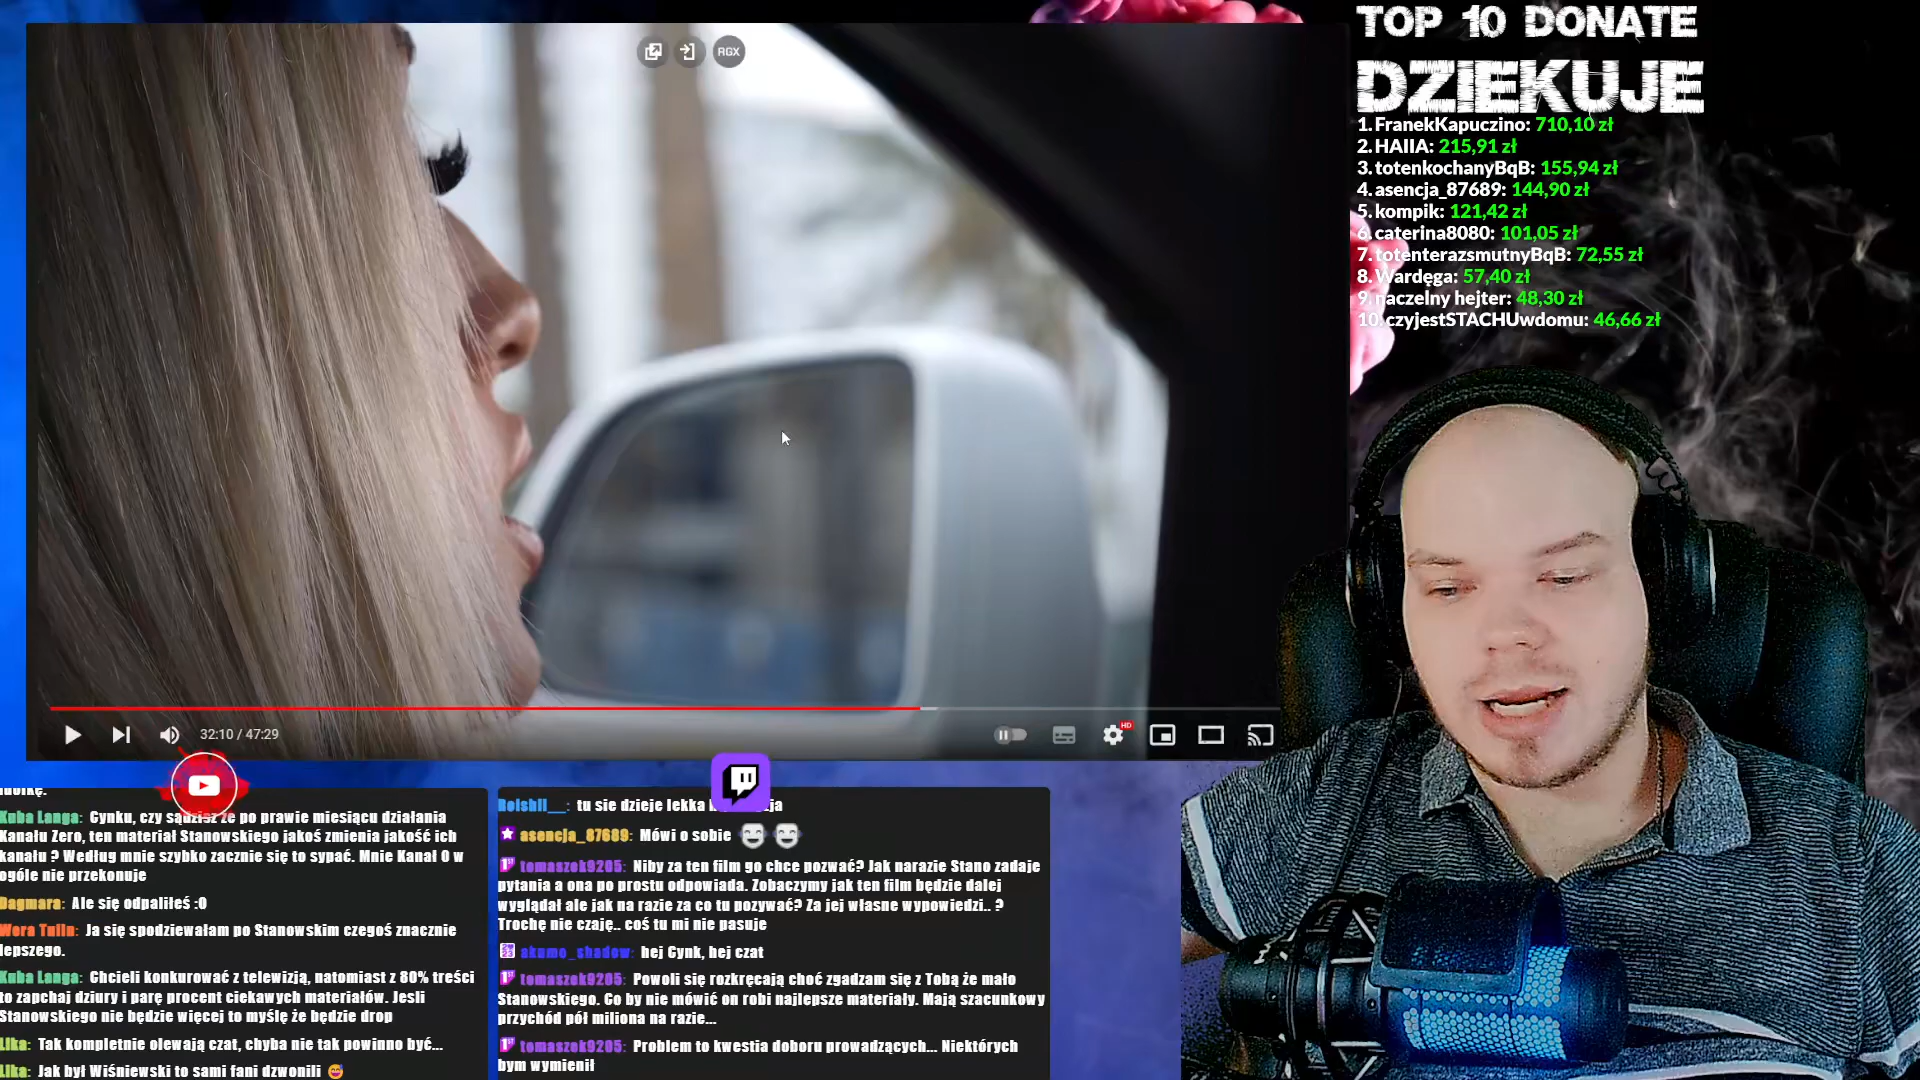 RGX
32:10 / 47:29
HD
TOP 10 DONATE
DZIEKUJE
1. FranekKapuczino: 710,10 zł
2. HAIIA: 215,91 zł
3. totenkochanyBqB: 155,94 zł
4. asencja_87689: 144,90 zł
5. kompik: 121,42 zł
6. caterina8080: 101,05 zł
7. totenterazsmutnyBqB: 72,55 zł
8. Wardęga: 57,40 zł
9. naczelny hejter: 48,30 zł
10. czyjestSTACHUwdomu: 46,66 zł
Kuba Langa: Cynku, czy sądzisz że po prawie miesiącu działania
Kanału Zero, ten materiał Stanowskiego jakoś zmienia jakość ich
kanału ? Według mnie szybko zacznie się to sypać. Mnie Kanał 0 w
ogóle nie przekonuje
Dagmara: Ale się odpaliłeś :O
Wera Tulin: Ja się spodziewałam po Stanowskim czegoś znacznie
lepszego.
Kuba Langa: Chcieli konkurować z telewizją, natomiast z 80% treści
to zapchaj dziury i parę procent ciekawych materiałów. Jesli
Stanowskiego nie będzie więcej to myślę że będzie drop
Lika: Tak kompletnie olewają czat, chyba nie tak powinno być...
Lika: Jak był Wiśniewski to sami fani dzwonili
tu sie dzieje lekka
asencja_87689: Mówi o sobie
tomaszek9205: Niby za ten film go chce pozwać? Jak narazie Stano zadaje
pytania a ona po prostu odpowiada. Zobaczymy jak ten film będzie dalej
wyglądał ale jak na razie za co tu pozywać? Za jej własne wypowiedzi.. ?
Trochę nie czaję.. coś tu mi nie pasuje
akumo_shadow: hej Cynk, hej czat
tomaszek9205: Powoli się rozkręcają choć zgadzam się z Tobą że mało
Stanowskiego. Co by nie mówić on robi najlepsze materiały. Mają szacunkowy
przychód pół miliona na razie...
tomaszek9205: Problem to kwestia doboru prowadzących... Niektórych
bym wymienił